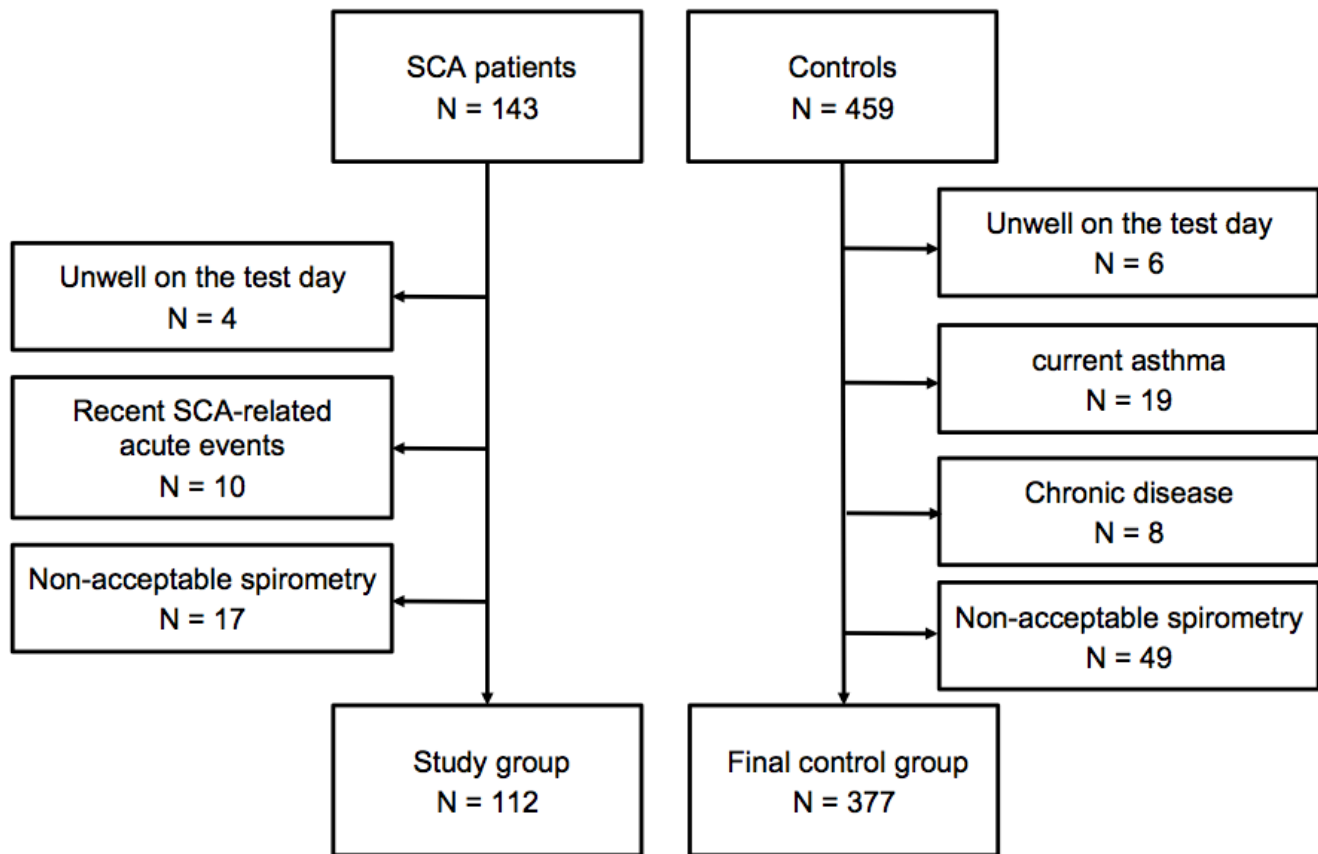 SCA patients
N = 143
Controls
N = 459
Unwell on the test day
N = 4
Recent SCA-related
acute events
N = 10
Non-acceptable spirometry
N = 17
Unwell on the test day
N = 6
current asthma
N = 19
Chronic disease
N = 8
Non-acceptable spirometry
N = 49
Study group
N = 112
Final control group
N = 377